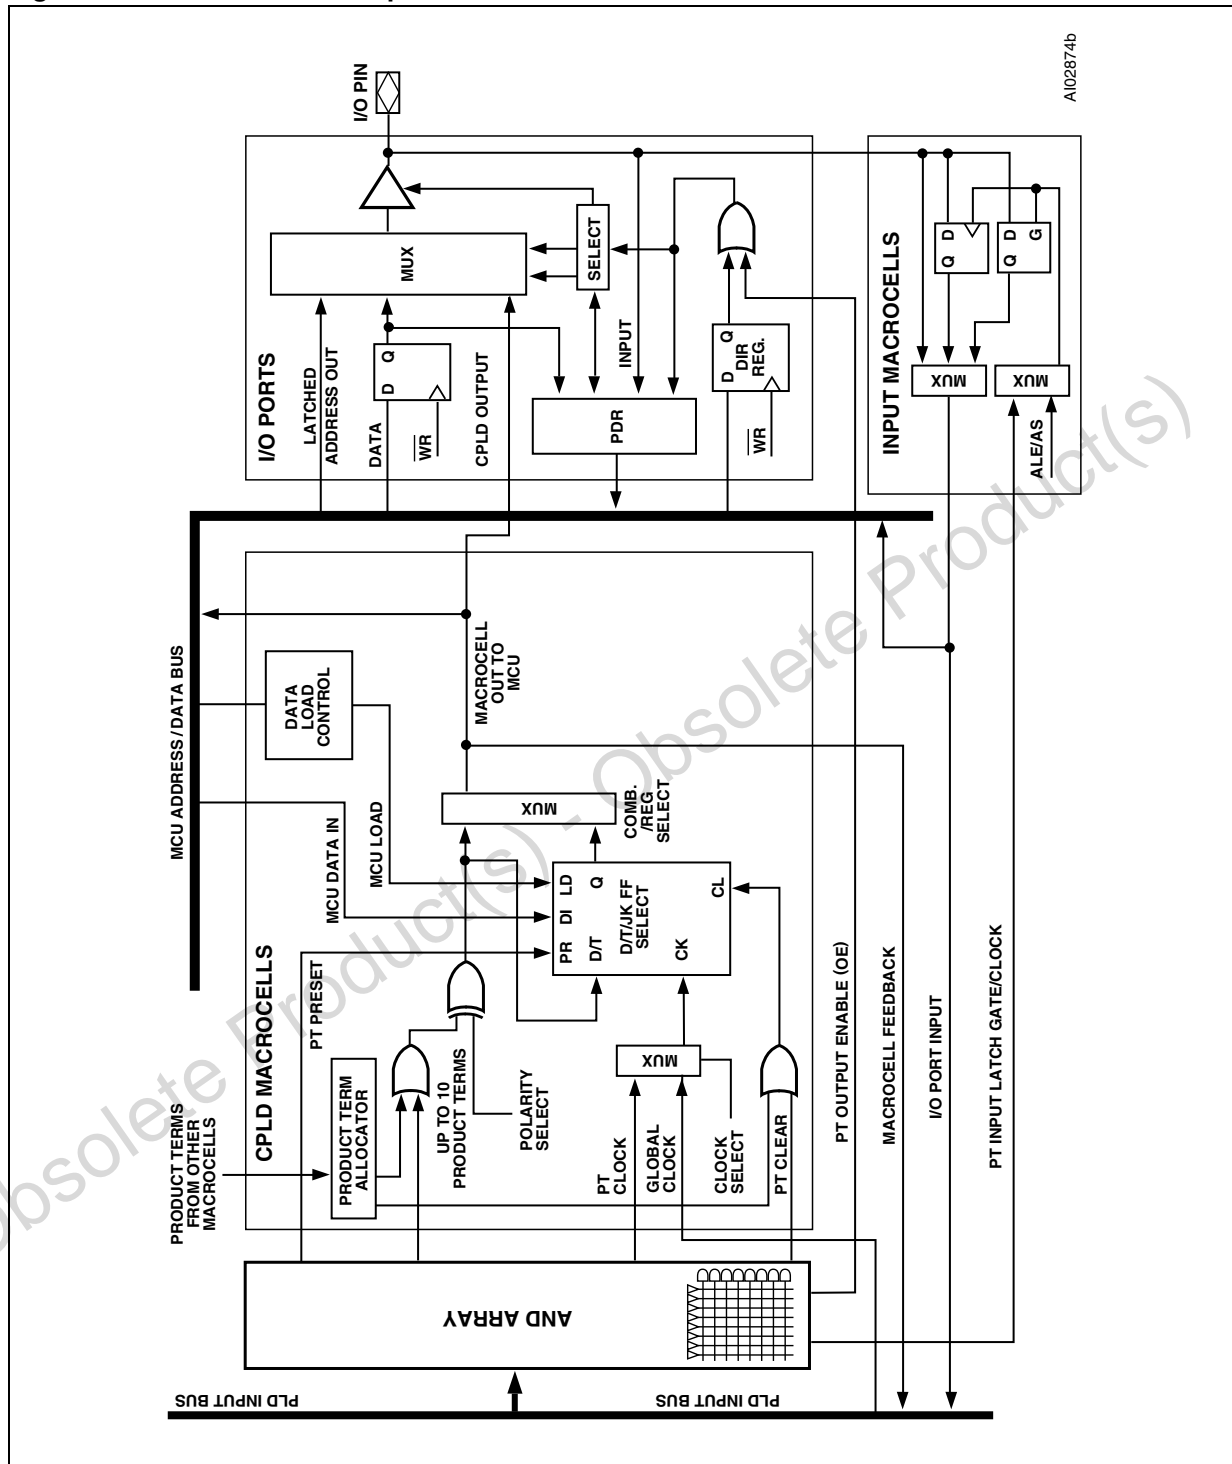 AI02874b
I/O PIN
I/O PORTS
LATCHED
ADDRESS OUT
DATA
D Q
WR
CPLD OUTPUT
MUX
SELECT
INPUT
PDR
D Q
DIR
REG.
WR
INPUT MACROCELLS
Q D
Q D
G
MUX
MUX
ALE/AS
MCU ADDRESS / DATA BUS
DATA
LOAD
CONTROL
MCU DATA IN
MCU LOAD
MACROCELL
OUT TO
MCU
MUX
COMB.
/REG
SELECT
CPLD MACROCELLS
PT PRESET
PR DI LD
D/T Q
D/T/JK FF
SELECT
CK
CL
PRODUCT TERMS
FROM OTHER
MACROCELLS
PRODUCT TERM
ALLOCATOR
UP TO 10
PRODUCT TERMS
POLARITY
SELECT
PT
CLOCK
GLOBAL
CLOCK
MUX
CLOCK
SELECT
PT CLEAR
PT OUTPUT ENABLE (OE)
MACROCELL FEEDBACK
I/O PORT INPUT
PT INPUT LATCH GATE/CLOCK
AND ARRAY
PLD INPUT BUS
PLD INPUT BUS
Obsolete Product(s) - Obsolete Product(s)